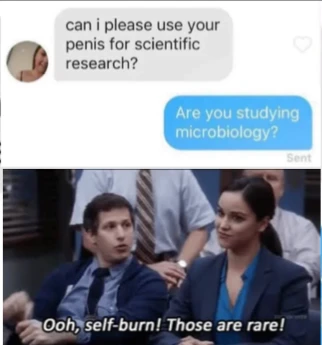 can i please use your
penis for scientific
research?
Are you studying
microbiology?
Sent
Ooh, self-burn! Those are rare!